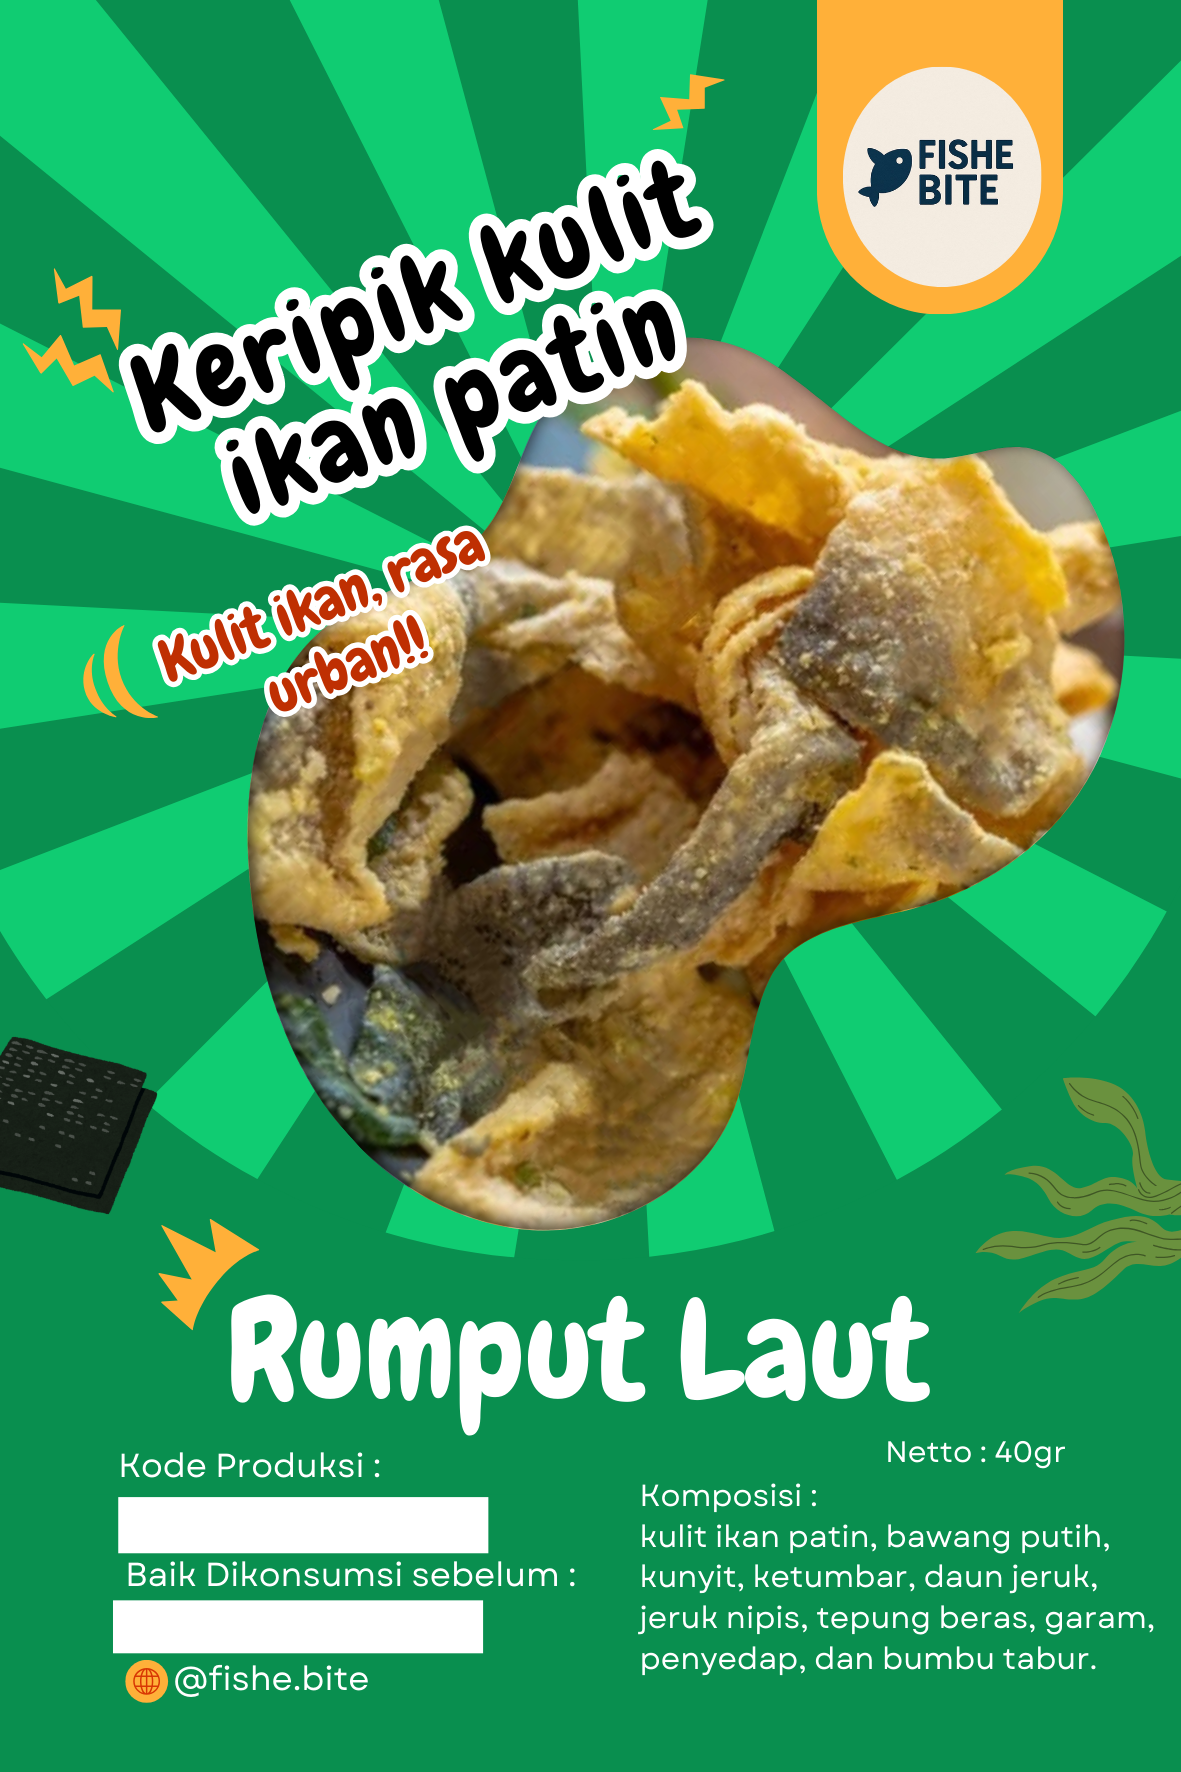 FISHE
BITE
Keripik kulit
ikan patin
Kulit ikan, rasa
urban!!
Rumput Laut
Kode Produksi :
Baik Dikonsumsi sebelum :
@fishe.bite
Netto : 40gr
Komposisi :
kulit ikan patin, bawang putih,
kunyit, ketumbar, daun jeruk,
jeruk nipis, tepung beras, garam,
penyedap, dan bumbu tabur.